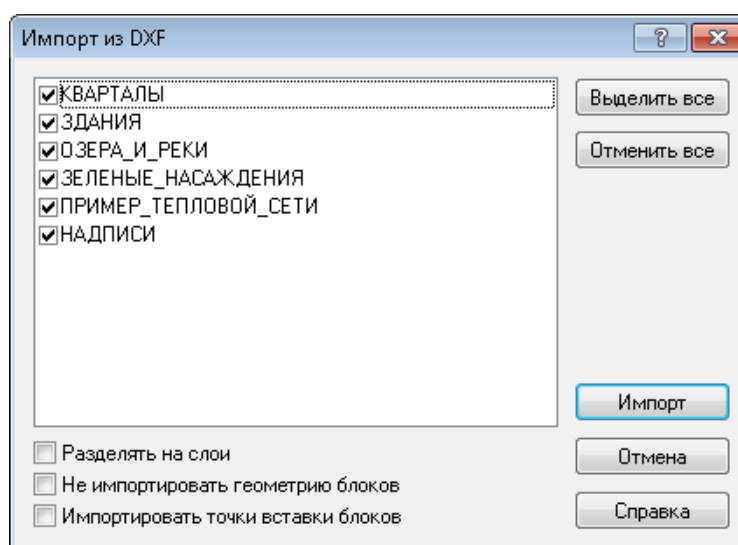 Импорт из DXF
КВАРТАЛЫ
ЗДАНИЯ
ОЗЕРА_И_РЕКИ
ЗЕЛЕНЫЕ_НАСАЖДЕНИЯ
ПРИМЕР_ТЕПЛОВОЙ_СЕТИ
НАДПИСИ
Выделить все
Отменить все
Импорт
Отмена
Справка
Разделять на слои
Не импортировать геометрию блоков
Импортировать точки вставки блоков